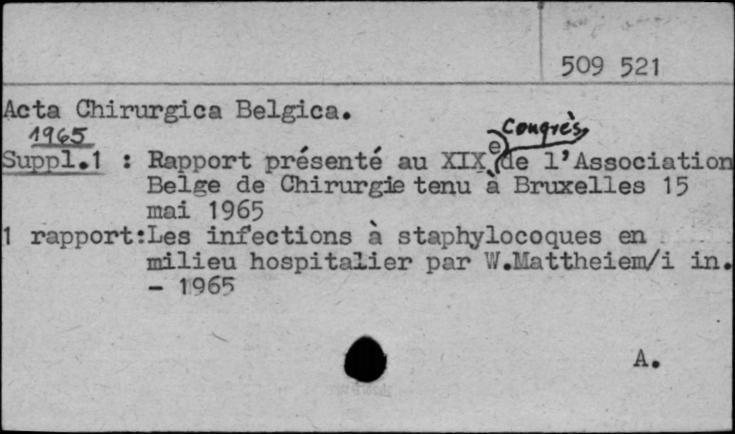 509 521
Acta Chirurgica Belgica.
1965
Congrès
Suppl.1 : Rapport présenté au XIXe de l'Association
Belge de Chirurgie tenu à Bruxelles 15
mai 1965
1 rapport:Les infections à staphylocoques en
milieu hospitalier par W.Mattheiem/i in.
- 1965
A.